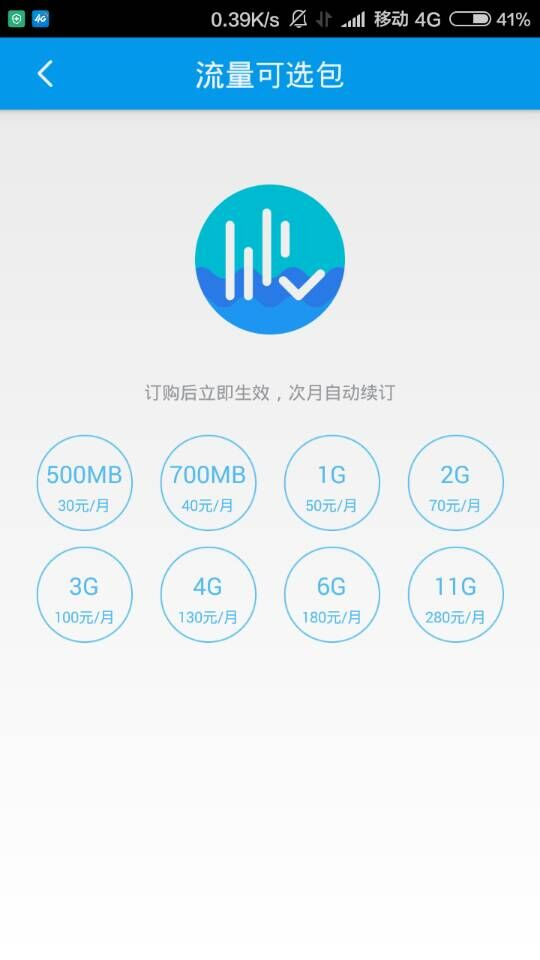 4G 0.39K/s 移动 4G 41%
流量可选包
订购后立即生效，次月自动续订
500MB 700MB 1G 2G
30元/月 40元/月 50元/月 70元/月
3G 4G 6G 11G
100元/月 130元/月 180元/月 280元/月